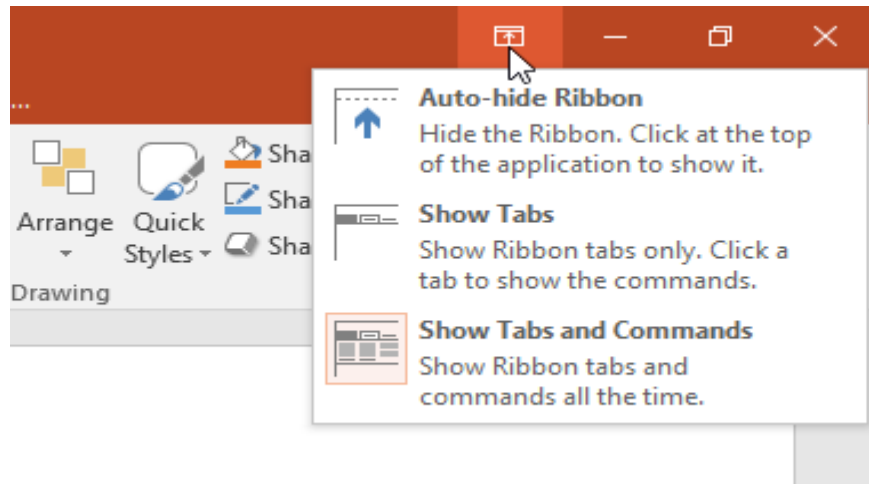 ...
Auto-hide Ribbon
Hide the Ribbon. Click at the top
of the application to show it.
Show Tabs
Show Ribbon tabs only. Click a
tab to show the commands.
Show Tabs and Commands
Show Ribbon tabs and
commands all the time.
Arrange
Quick
Styles
Sha
Sha
Sha
Drawing